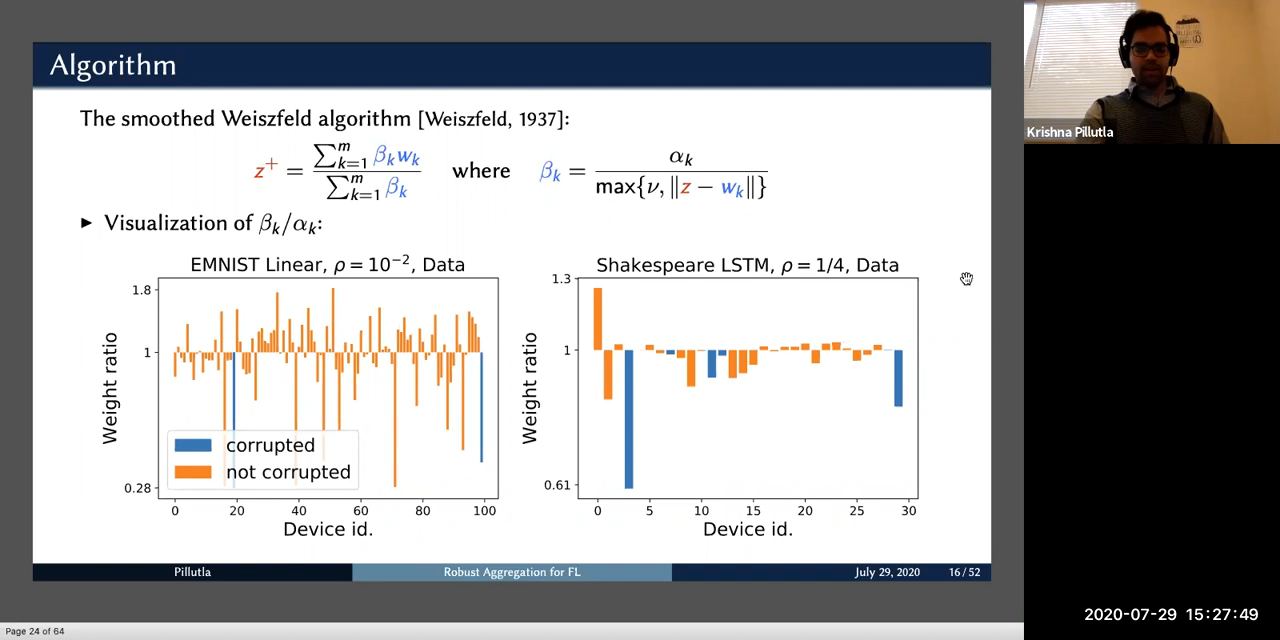 Algorithm
The smoothed Weiszfeld algorithm [Weiszfeld, 1937]:
z⁺ = ∑ᵐₖ₌₁ βₖwₖ / ∑ᵐₖ₌₁ βₖ where βₖ = αₖ / max{ν, ‖z − wₖ‖}
▶ Visualization of βₖ/αₖ:
EMNIST Linear, ρ = 10⁻², Data
1.8
1
0.28
Weight ratio
corrupted
not corrupted
0 20 40 60 80 100
Device id.
Shakespeare LSTM, ρ = 1/4, Data
1.3
1
0.61
Weight ratio
0 5 10 15 20 25 30
Device id.
Pillutla Robust Aggregation for FL July 29, 2020 16/52
Krishna Pillutla
2020-07-29 15:27:49
Page 24 of 64